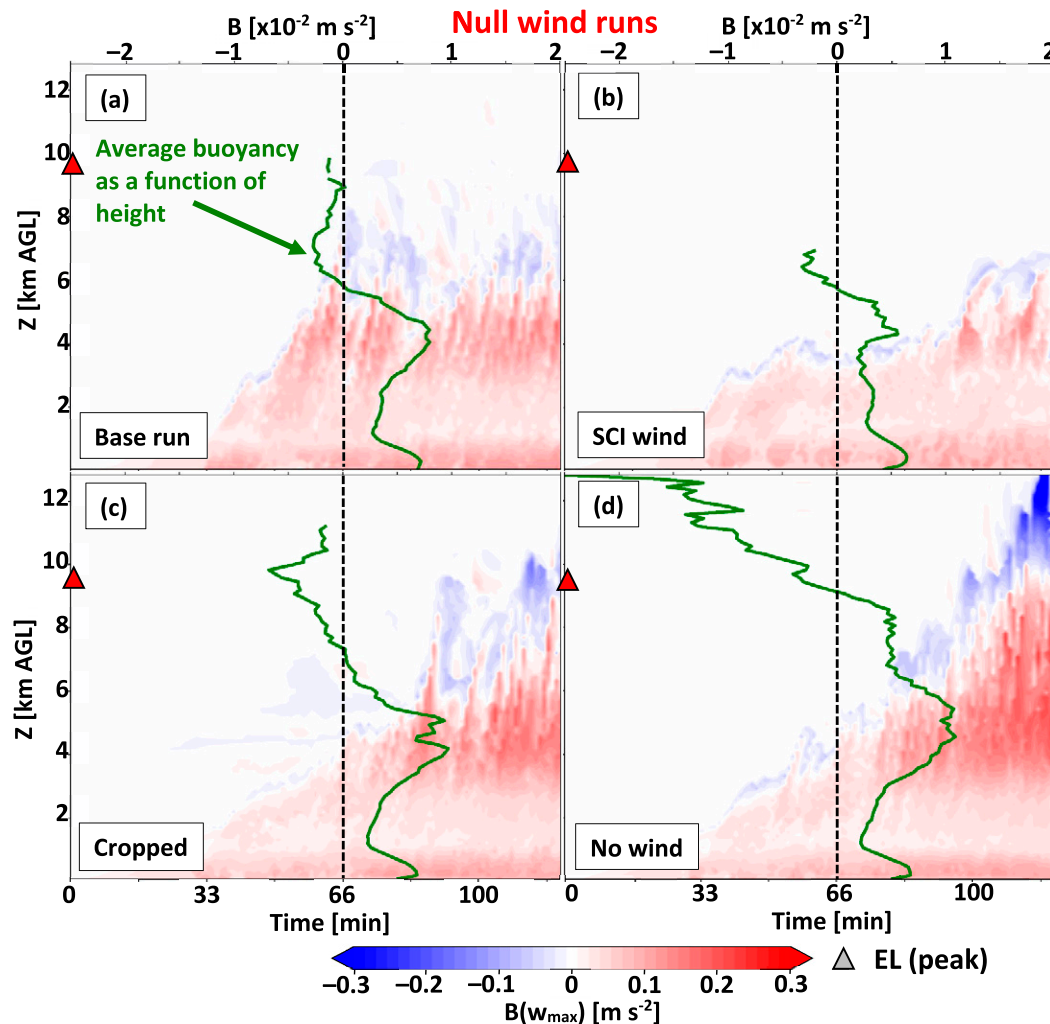 Null wind runs
B [x10⁻² m s⁻²]
B [x10⁻² m s⁻²]
−2 −1 0 1 2
−2 −1 0 1 2
(a)
(b)
12
10
8
6
4
2
Z [km AGL]
Average buoyancy
as a function of
height
Base run
SCI wind
(c)
(d)
12
10
8
6
4
2
Z [km AGL]
Cropped
No wind
0 33 66 100
0 33 66 100
Time [min]
Time [min]
−0.3 −0.2 −0.1 0 0.1 0.2 0.3
B(wmax) [m s⁻²]
EL (peak)